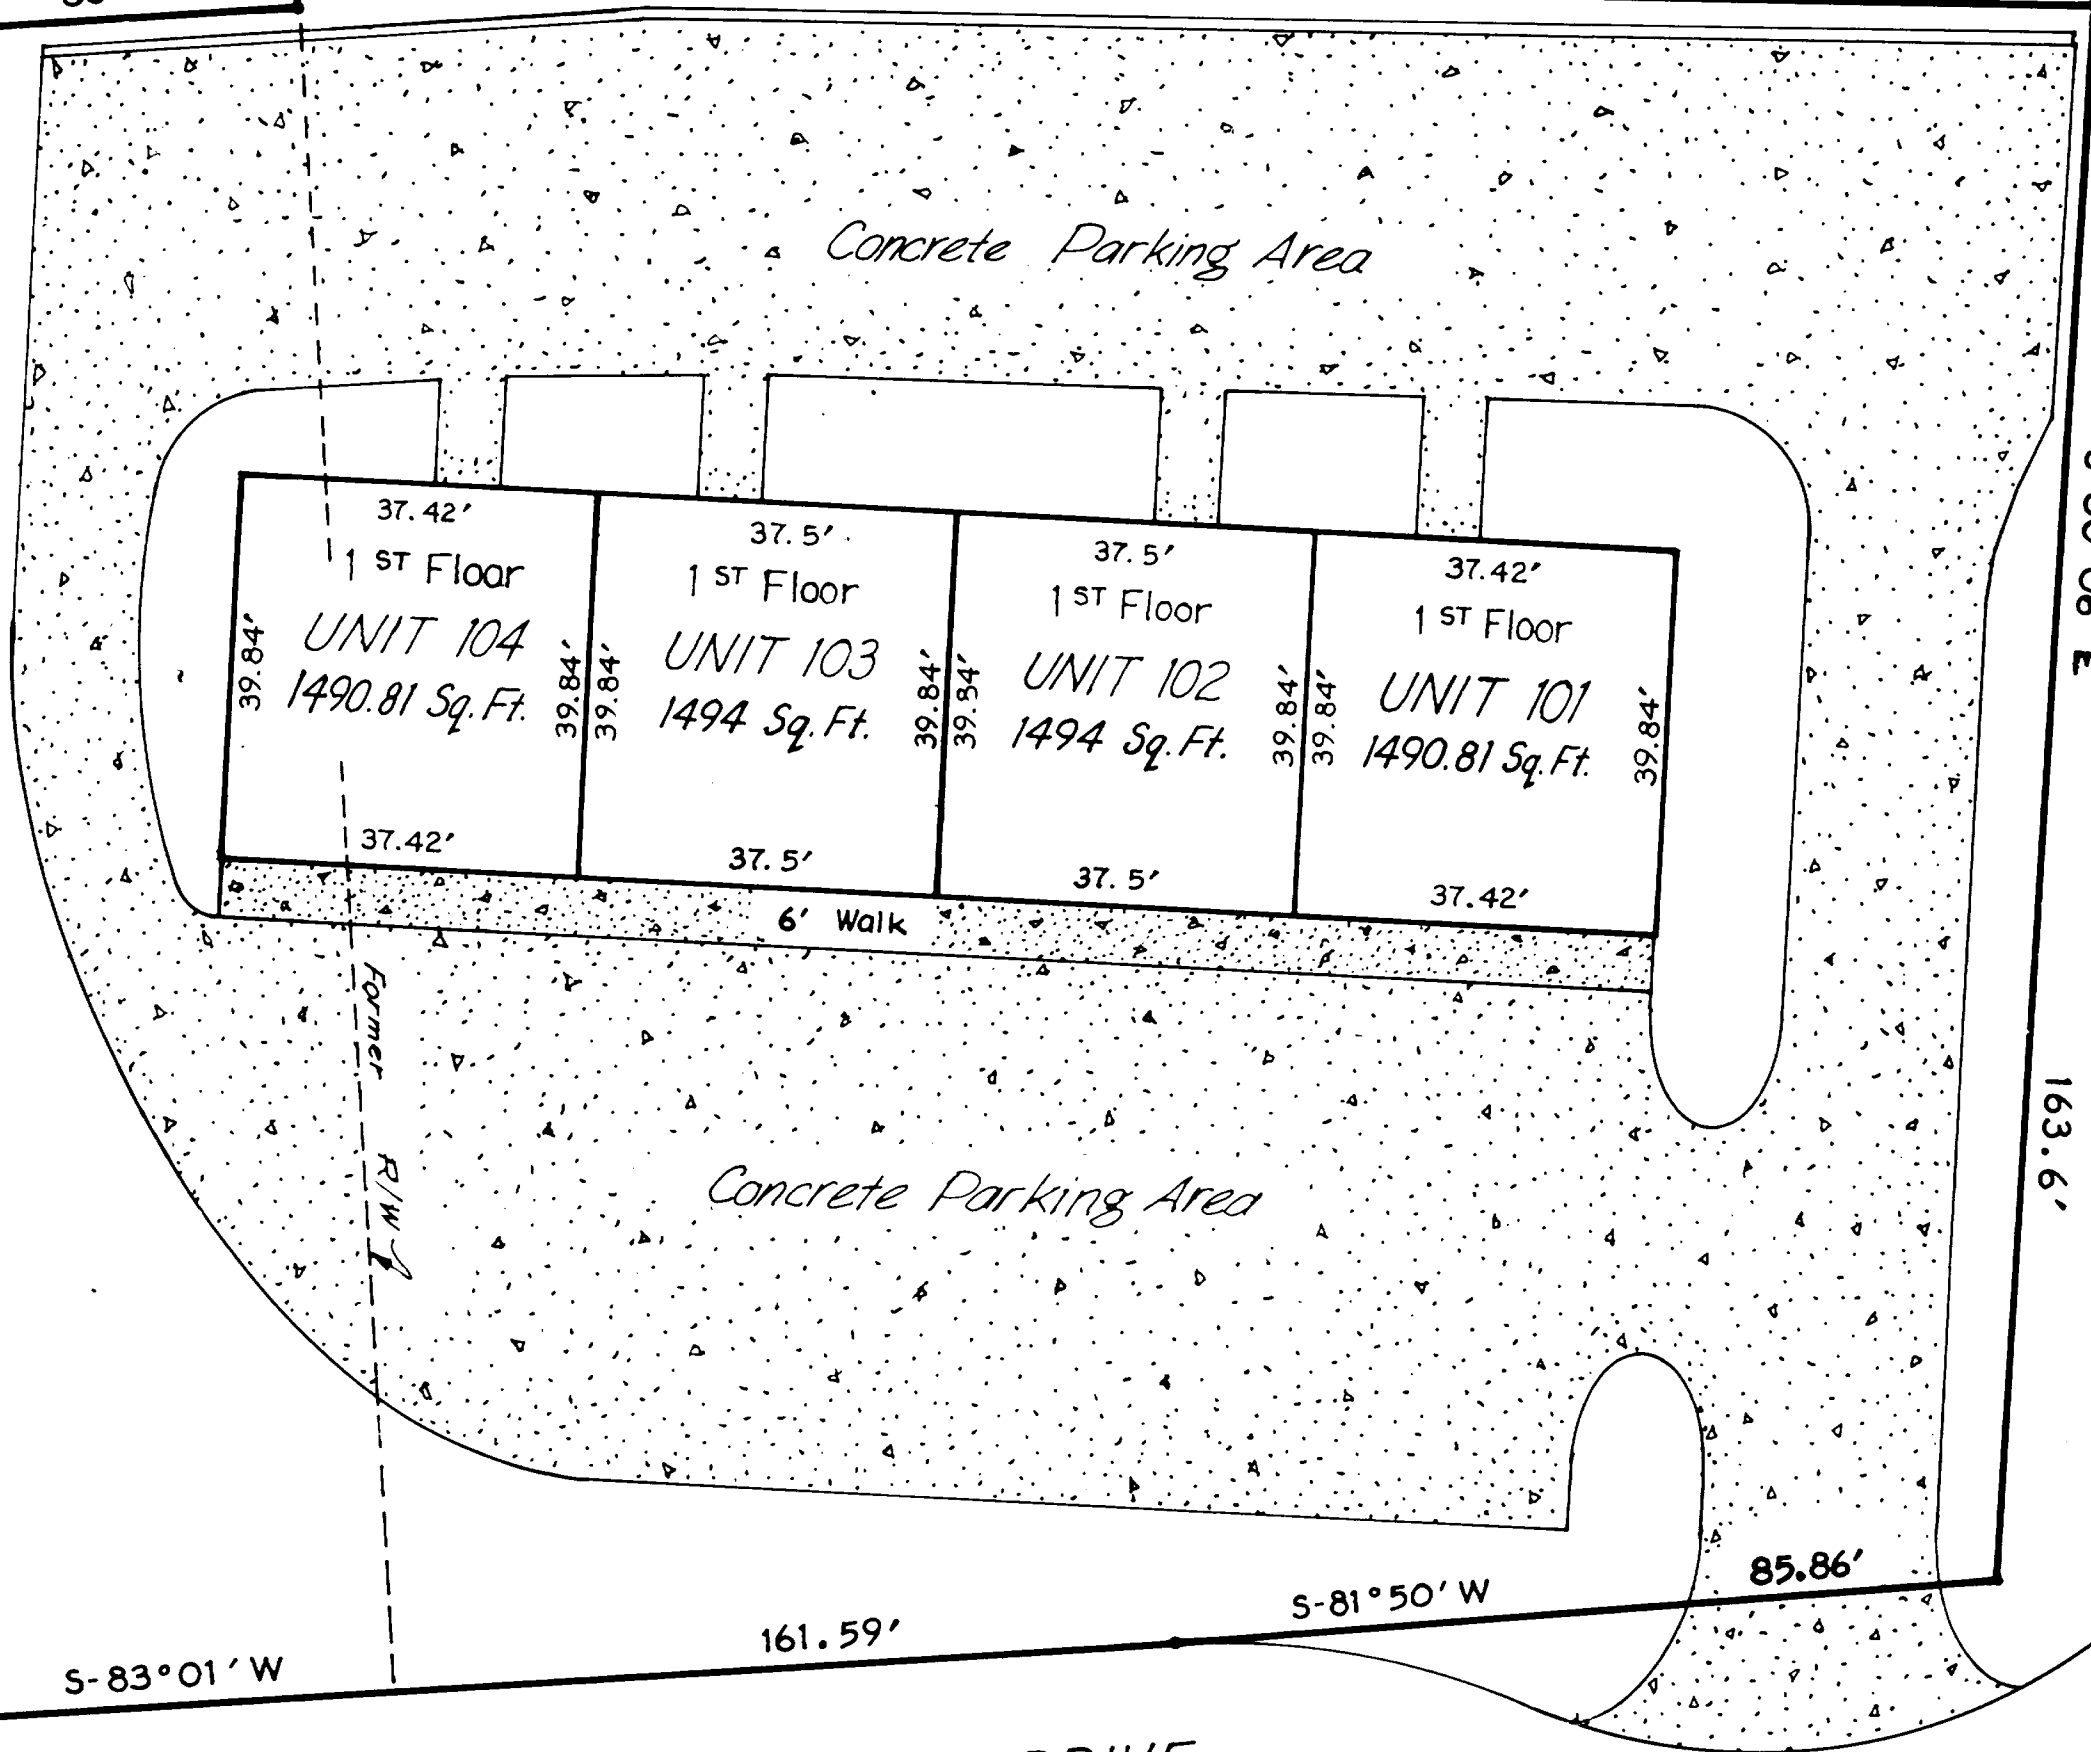 Concrete Parking Area
37.42'
1 ST Floor
UNIT 104
1490.81 Sq.Ft.
39.84'
39.84'
37.42'
37.5'
1 ST Floor
UNIT 103
1494 Sq.Ft.
39.84'
39.84'
37.5'
37.5'
1 ST Floor
UNIT 102
1494 Sq.Ft.
39.84'
39.84'
37.5'
37.42'
1 ST Floor
UNIT 101
1490.81 Sq.Ft.
39.84'
39.84'
37.42'
6' Walk
Former R/W
Concrete Parking Area
163.6'
85.86'
S-81°50'W
161.59'
S-83°01'W